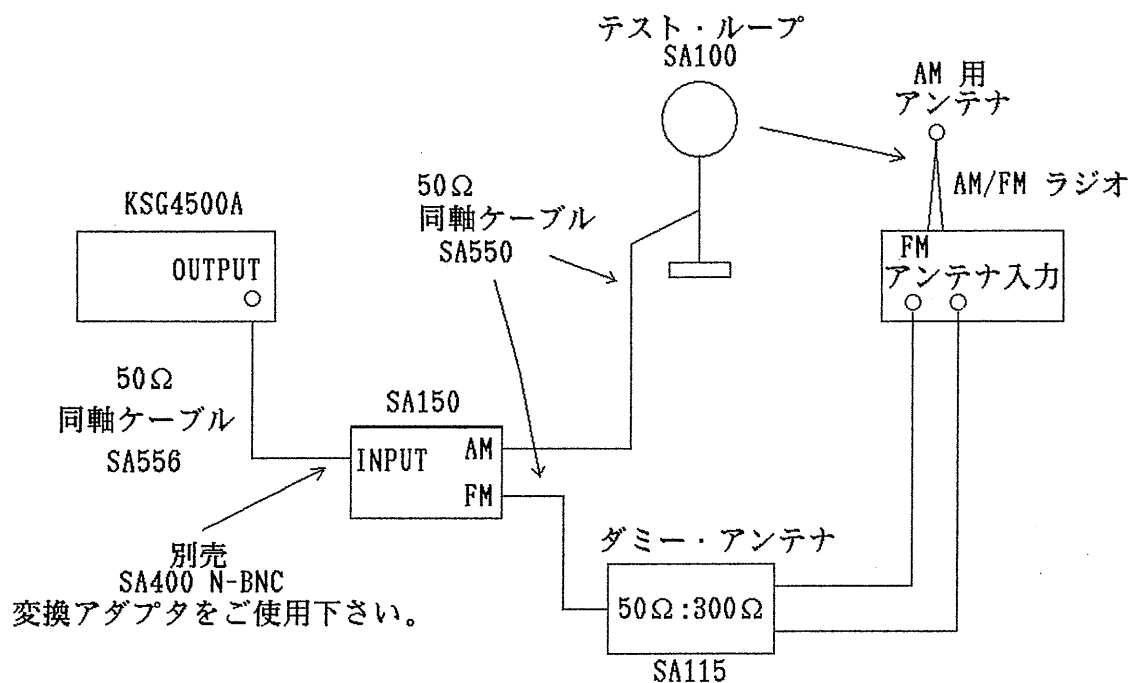 テスト・ループ
SA100
AM 用
アンテナ
AM/FM ラジオ
50Ω
同軸ケーブル
SA550
KSG4500A
OUTPUT
FM
アンテナ入力
50Ω
同軸ケーブル
SA556
SA150
INPUT
AM
FM
別売
SA400 N-BNC
変換アダプタをご使用下さい。
ダミー・アンテナ
50Ω:300Ω
SA115